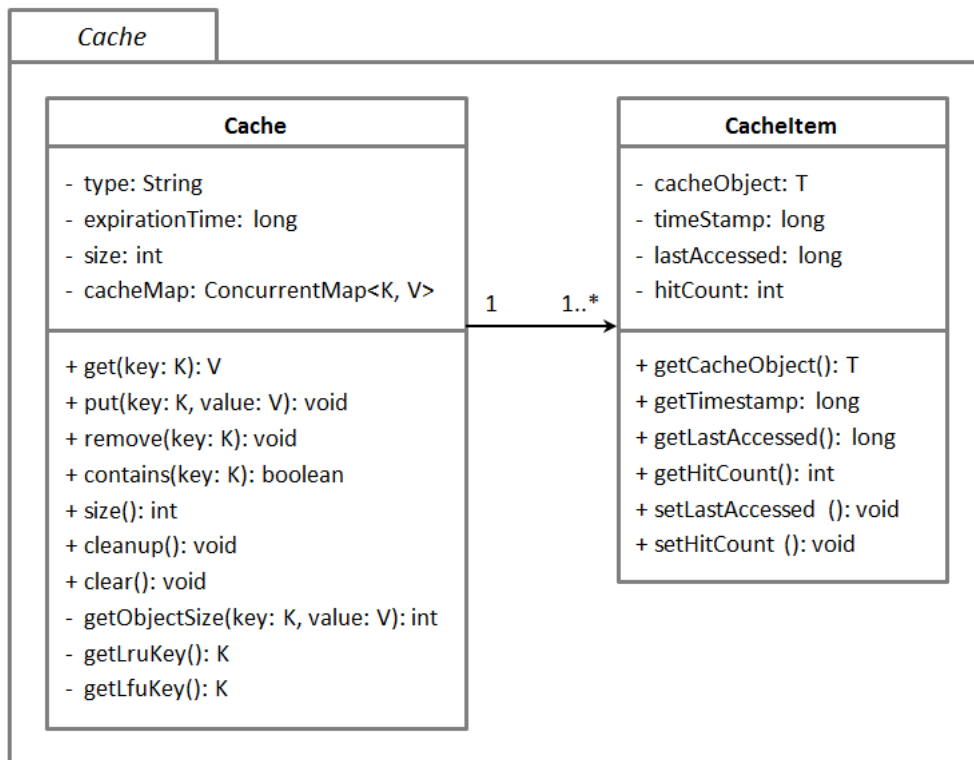 Cache
Cache
- type: String
- expirationTime: long
- size: int
- cacheMap: ConcurrentMap<K, V>
+ get(key: K): V
+ put(key: K, value: V): void
+ remove(key: K): void
+ contains(key: K): boolean
+ size(): int
+ cleanup(): void
+ clear(): void
- getObjectSize(key: K, value: V): int
- getLruKey(): K
- getLfuKey(): K
1 1..*
CacheItem
- cacheObject: T
- timeStamp: long
- lastAccessed: long
- hitCount: int
+ getCacheObject(): T
+ getTimestamp: long
+ getLastAccessed(): long
+ getHitCount(): int
+ setLastAccessed (): void
+ setHitCount (): void